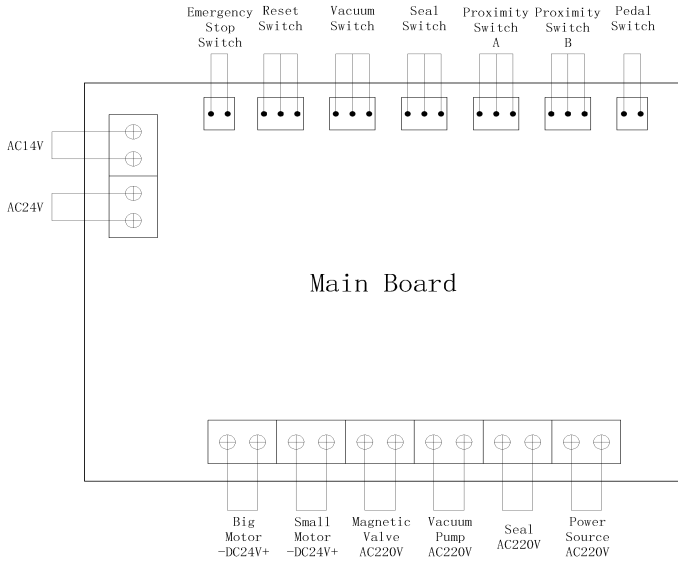 Emergency
Stop
Switch
Reset
Switch
Vacuum
Switch
Seal
Switch
Proximity
Switch
A
Proximity
Switch
B
Pedal
Switch
AC14V
AC24V
Main Board
Big
Motor
-DC24V+
Small
Motor
-DC24V+
Magnetic
Valve
AC220V
Vacuum
Pump
AC220V
Seal
AC220V
Power
Source
AC220V